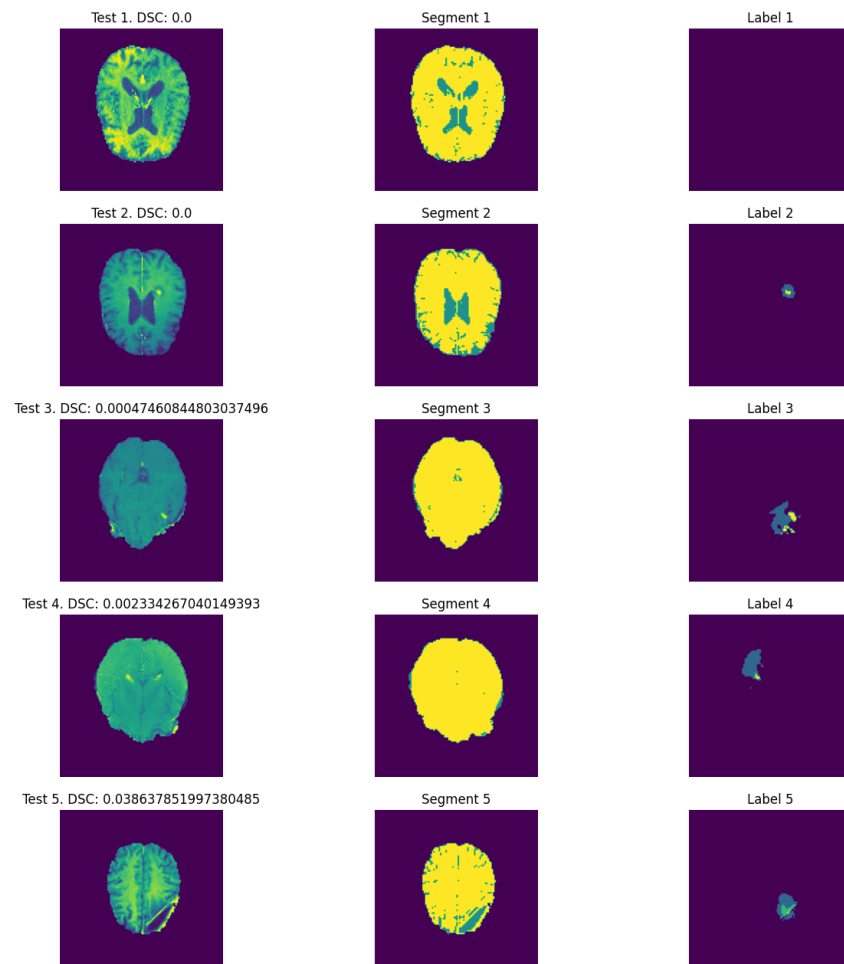 Test 1. DSC: 0.0
Segment 1
Label 1
Test 2. DSC: 0.0
Segment 2
Label 2
Test 3. DSC: 0.00047460844803037496
Segment 3
Label 3
Test 4. DSC: 0.002334267040149393
Segment 4
Label 4
Test 5. DSC: 0.038637851997380485
Segment 5
Label 5